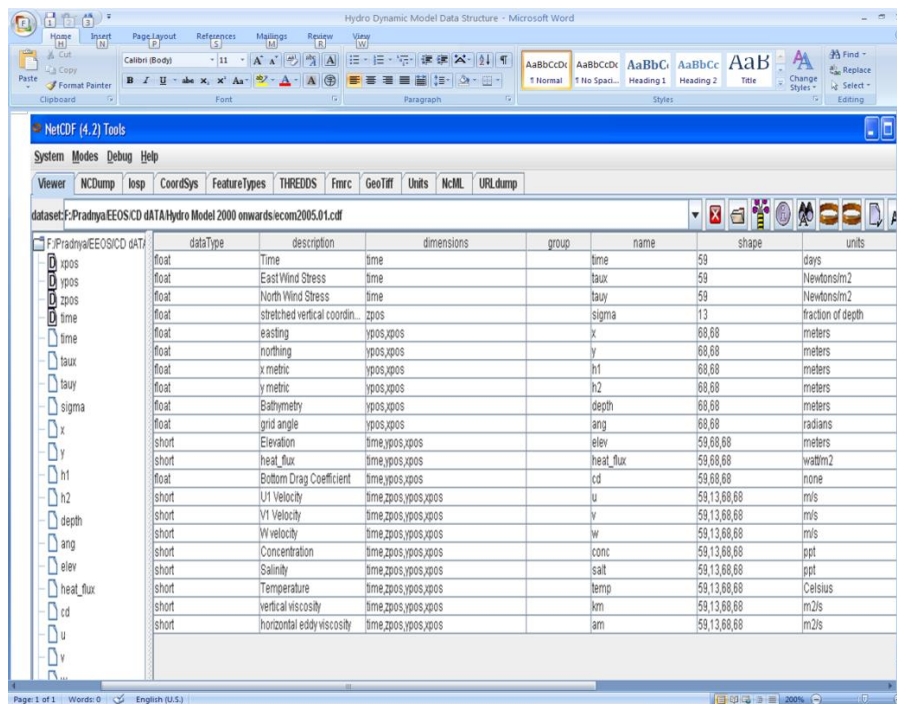 Hydro Dynamic Model Data Structure - Microsoft Word
Home Insert Page Layout References Mailings Review View
H N P S M R W
Paste Cut Copy Format Painter
Calibri (Body) 11
B I U abc x, x² Aa A
AaBbCcDc AaBbCcDc AaBbC AaBbCc AaB
¶ Normal ¶ No Spaci... Heading 1 Heading 2 Title
Change Styles
Find Replace Select
Clipboard Font Paragraph Styles Editing
NetCDF (4.2) Tools
System Modes Debug Help
Viewer NCDump Iosp CoordSys FeatureTypes THREDDS Fmrc GeoTiff Units NcML URLdump
dataset: F:/Pradnya/EEOS/CD dATA/Hydro Model 2000 onwards/ecom2005.01.cdf
F:/Pradnya/EEOS/CD dATA/
D xpos
D ypos
D zpos
D time
time
taux
tauy
sigma
x
y
h1
h2
depth
ang
elev
heat_flux
cd
u
v
dataType description dimensions group name shape units
float Time time time 59 days
float East Wind Stress time taux 59 Newtons/m2
float North Wind Stress time tauy 59 Newtons/m2
float stretched vertical coordin... zpos sigma 13 fraction of depth
float easting ypos,xpos x 68,68 meters
float northing ypos,xpos y 68,68 meters
float x metric ypos,xpos h1 68,68 meters
float y metric ypos,xpos h2 68,68 meters
float Bathymetry ypos,xpos depth 68,68 meters
float grid angle ypos,xpos ang 68,68 radians
short Elevation time,ypos,xpos elev 59,68,68 meters
short heat_flux time,ypos,xpos heat_flux 59,68,68 watt/m2
float Bottom Drag Coefficient time,ypos,xpos cd 59,68,68 none
short U1 Velocity time,zpos,ypos,xpos u 59,13,68,68 m/s
short V1 Velocity time,zpos,ypos,xpos v 59,13,68,68 m/s
short W velocity time,zpos,ypos,xpos w 59,13,68,68 m/s
short Concentration time,zpos,ypos,xpos conc 59,13,68,68 ppt
short Salinity time,zpos,ypos,xpos salt 59,13,68,68 ppt
short Temperature time,zpos,ypos,xpos temp 59,13,68,68 Celsius
short vertical viscosity time,zpos,ypos,xpos km 59,13,68,68 m2/s
short horizontal eddy viscosity time,zpos,ypos,xpos am 59,13,68,68 m2/s
Page: 1 of 1 Words: 0 English (U.S.) 200%